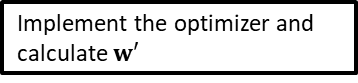 Implement the optimizer and
calculate w′